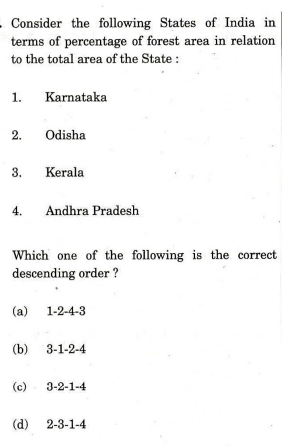 . Consider the following States of India in
terms of percentage of forest area in relation
to the total area of the State :
1. Karnataka
2. Odisha
3. Kerala
4. Andhra Pradesh
Which one of the following is the correct
descending order ?
(a) 1-2-4-3
(b) 3-1-2-4
(c) 3-2-1-4
(d) 2-3-1-4